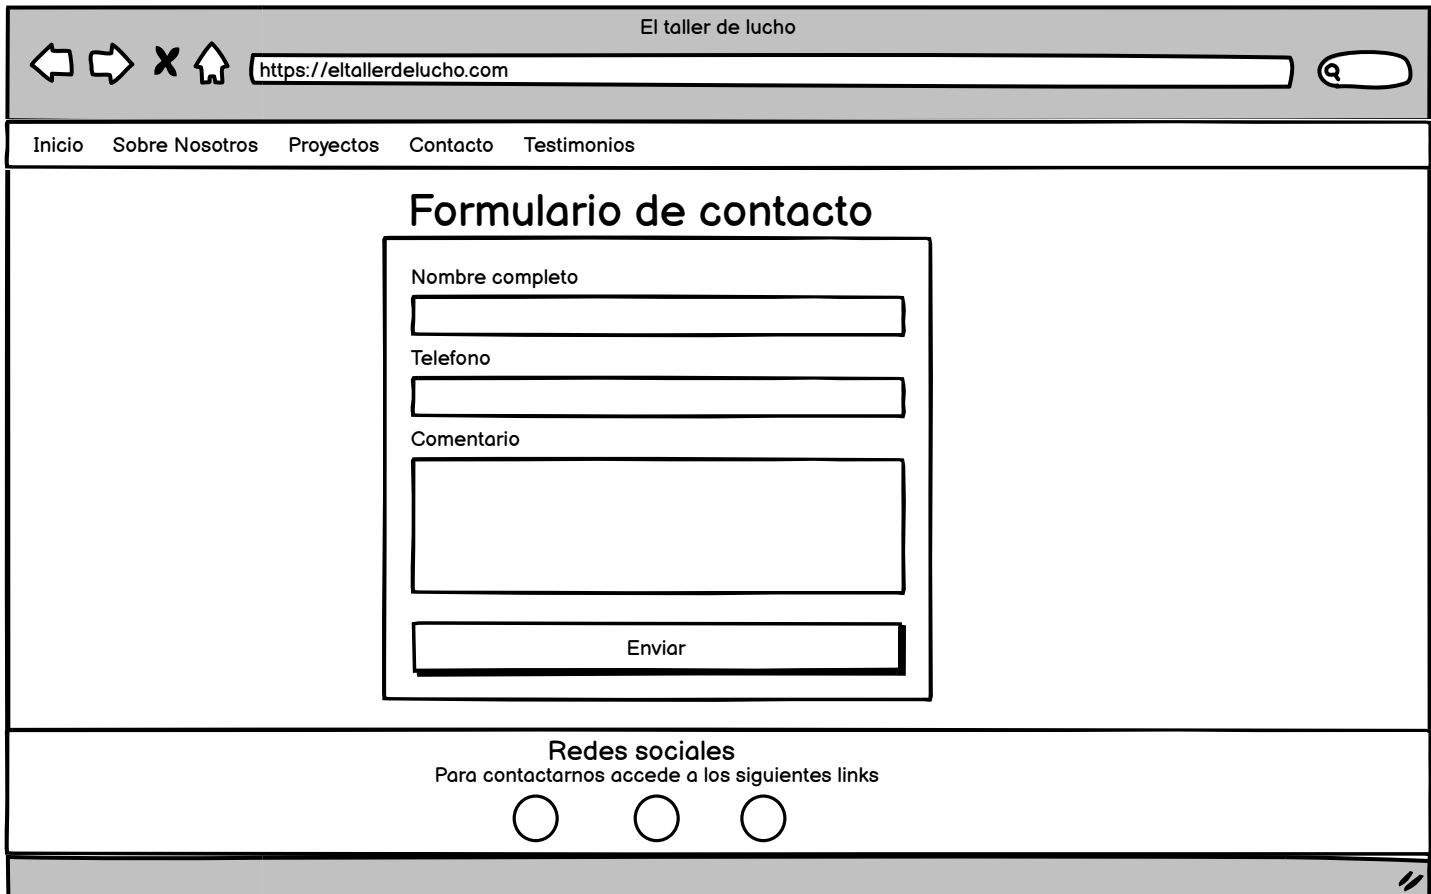 El taller de lucho
https://eltallerdelucho.com
Inicio Sobre Nosotros Proyectos Contacto Testimonios
Formulario de contacto
Nombre completo
Telefono
Comentario
Enviar
Redes sociales
Para contactarnos accede a los siguientes links